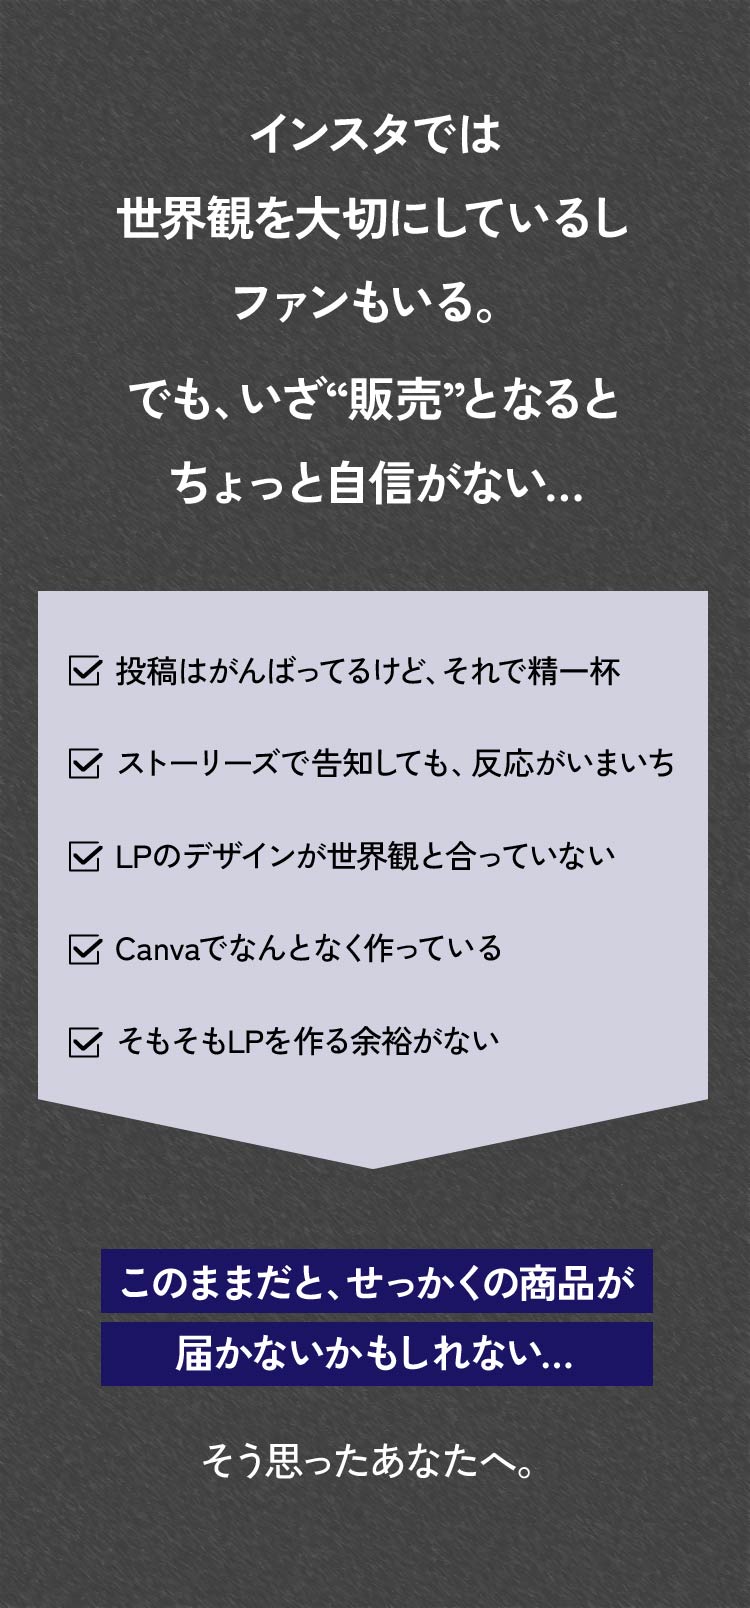 インスタでは
世界観を大切にしているし
ファンもいる。
でも、いざ“販売”となると
ちょっと自信がない...
投稿はがんばってるけど、それで精一杯
ストーリーズで告知しても、反応がいまいち
LPのデザインが世界観と合っていない
Canvaでなんとなく作っている
そもそもLPを作る余裕がない
このままだと、せっかくの商品が
届かないかもしれない...
そう思ったあなたへ。